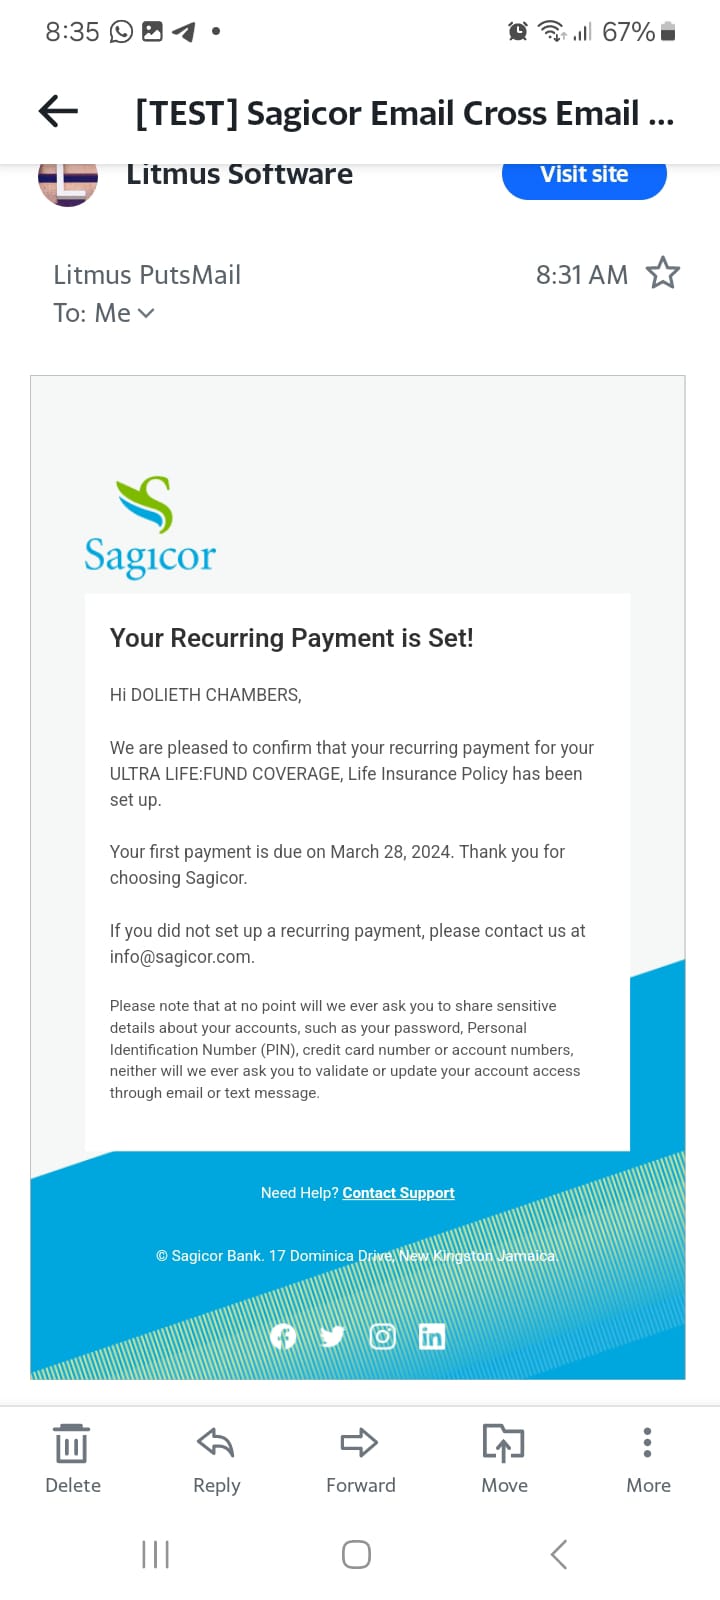 8:35
67%
[TEST] Sagicor Email Cross Email ...
L
Litmus Software
Visit site
Litmus PutsMail
8:31 AM
To: Me
Sagicor
Your Recurring Payment is Set!
Hi DOLIETH CHAMBERS,
We are pleased to confirm that your recurring payment for your
ULTRA LIFE:FUND COVERAGE, Life Insurance Policy has been
set up.
Your first payment is due on March 28, 2024. Thank you for
choosing Sagicor.
If you did not set up a recurring payment, please contact us at
info@sagicor.com.
Please note that at no point will we ever ask you to share sensitive
details about your accounts, such as your password, Personal
Identification Number (PIN), credit card number or account numbers,
neither will we ever ask you to validate or update your account access
through email or text message.
Need Help? Contact Support
© Sagicor Bank. 17 Dominica Drive, New Kingston Jamaica.
in
Delete
Reply
Forward
Move
More